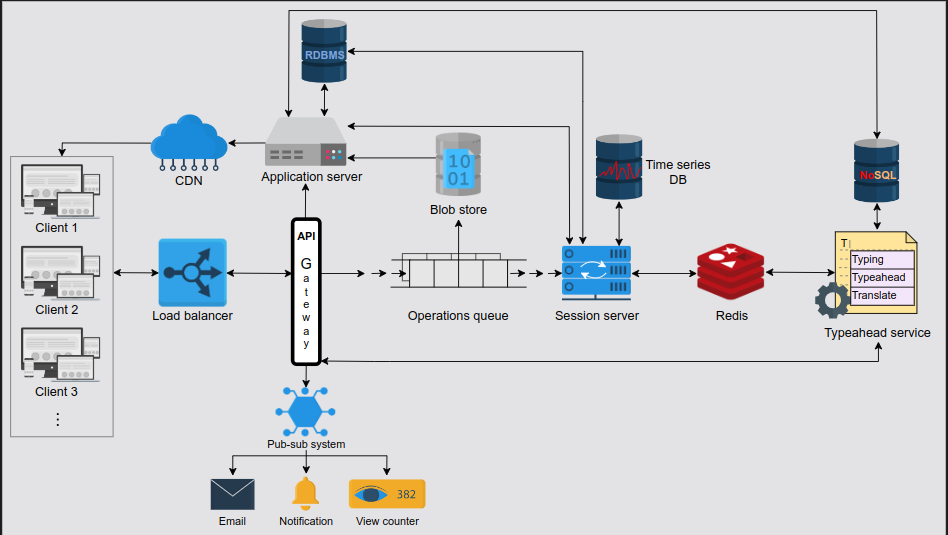 RDBMS
CDN
Application server
10
01
Blob store
Time series
DB
NoSQL
Client 1
Client 2
Client 3
⋮
Load balancer
API
G
a
t
e
w
a
y
Operations queue
Session server
Redis
T
Typing
Typeahead
Translate
Typeahead service
Pub-sub system
382
Email
Notification
View counter